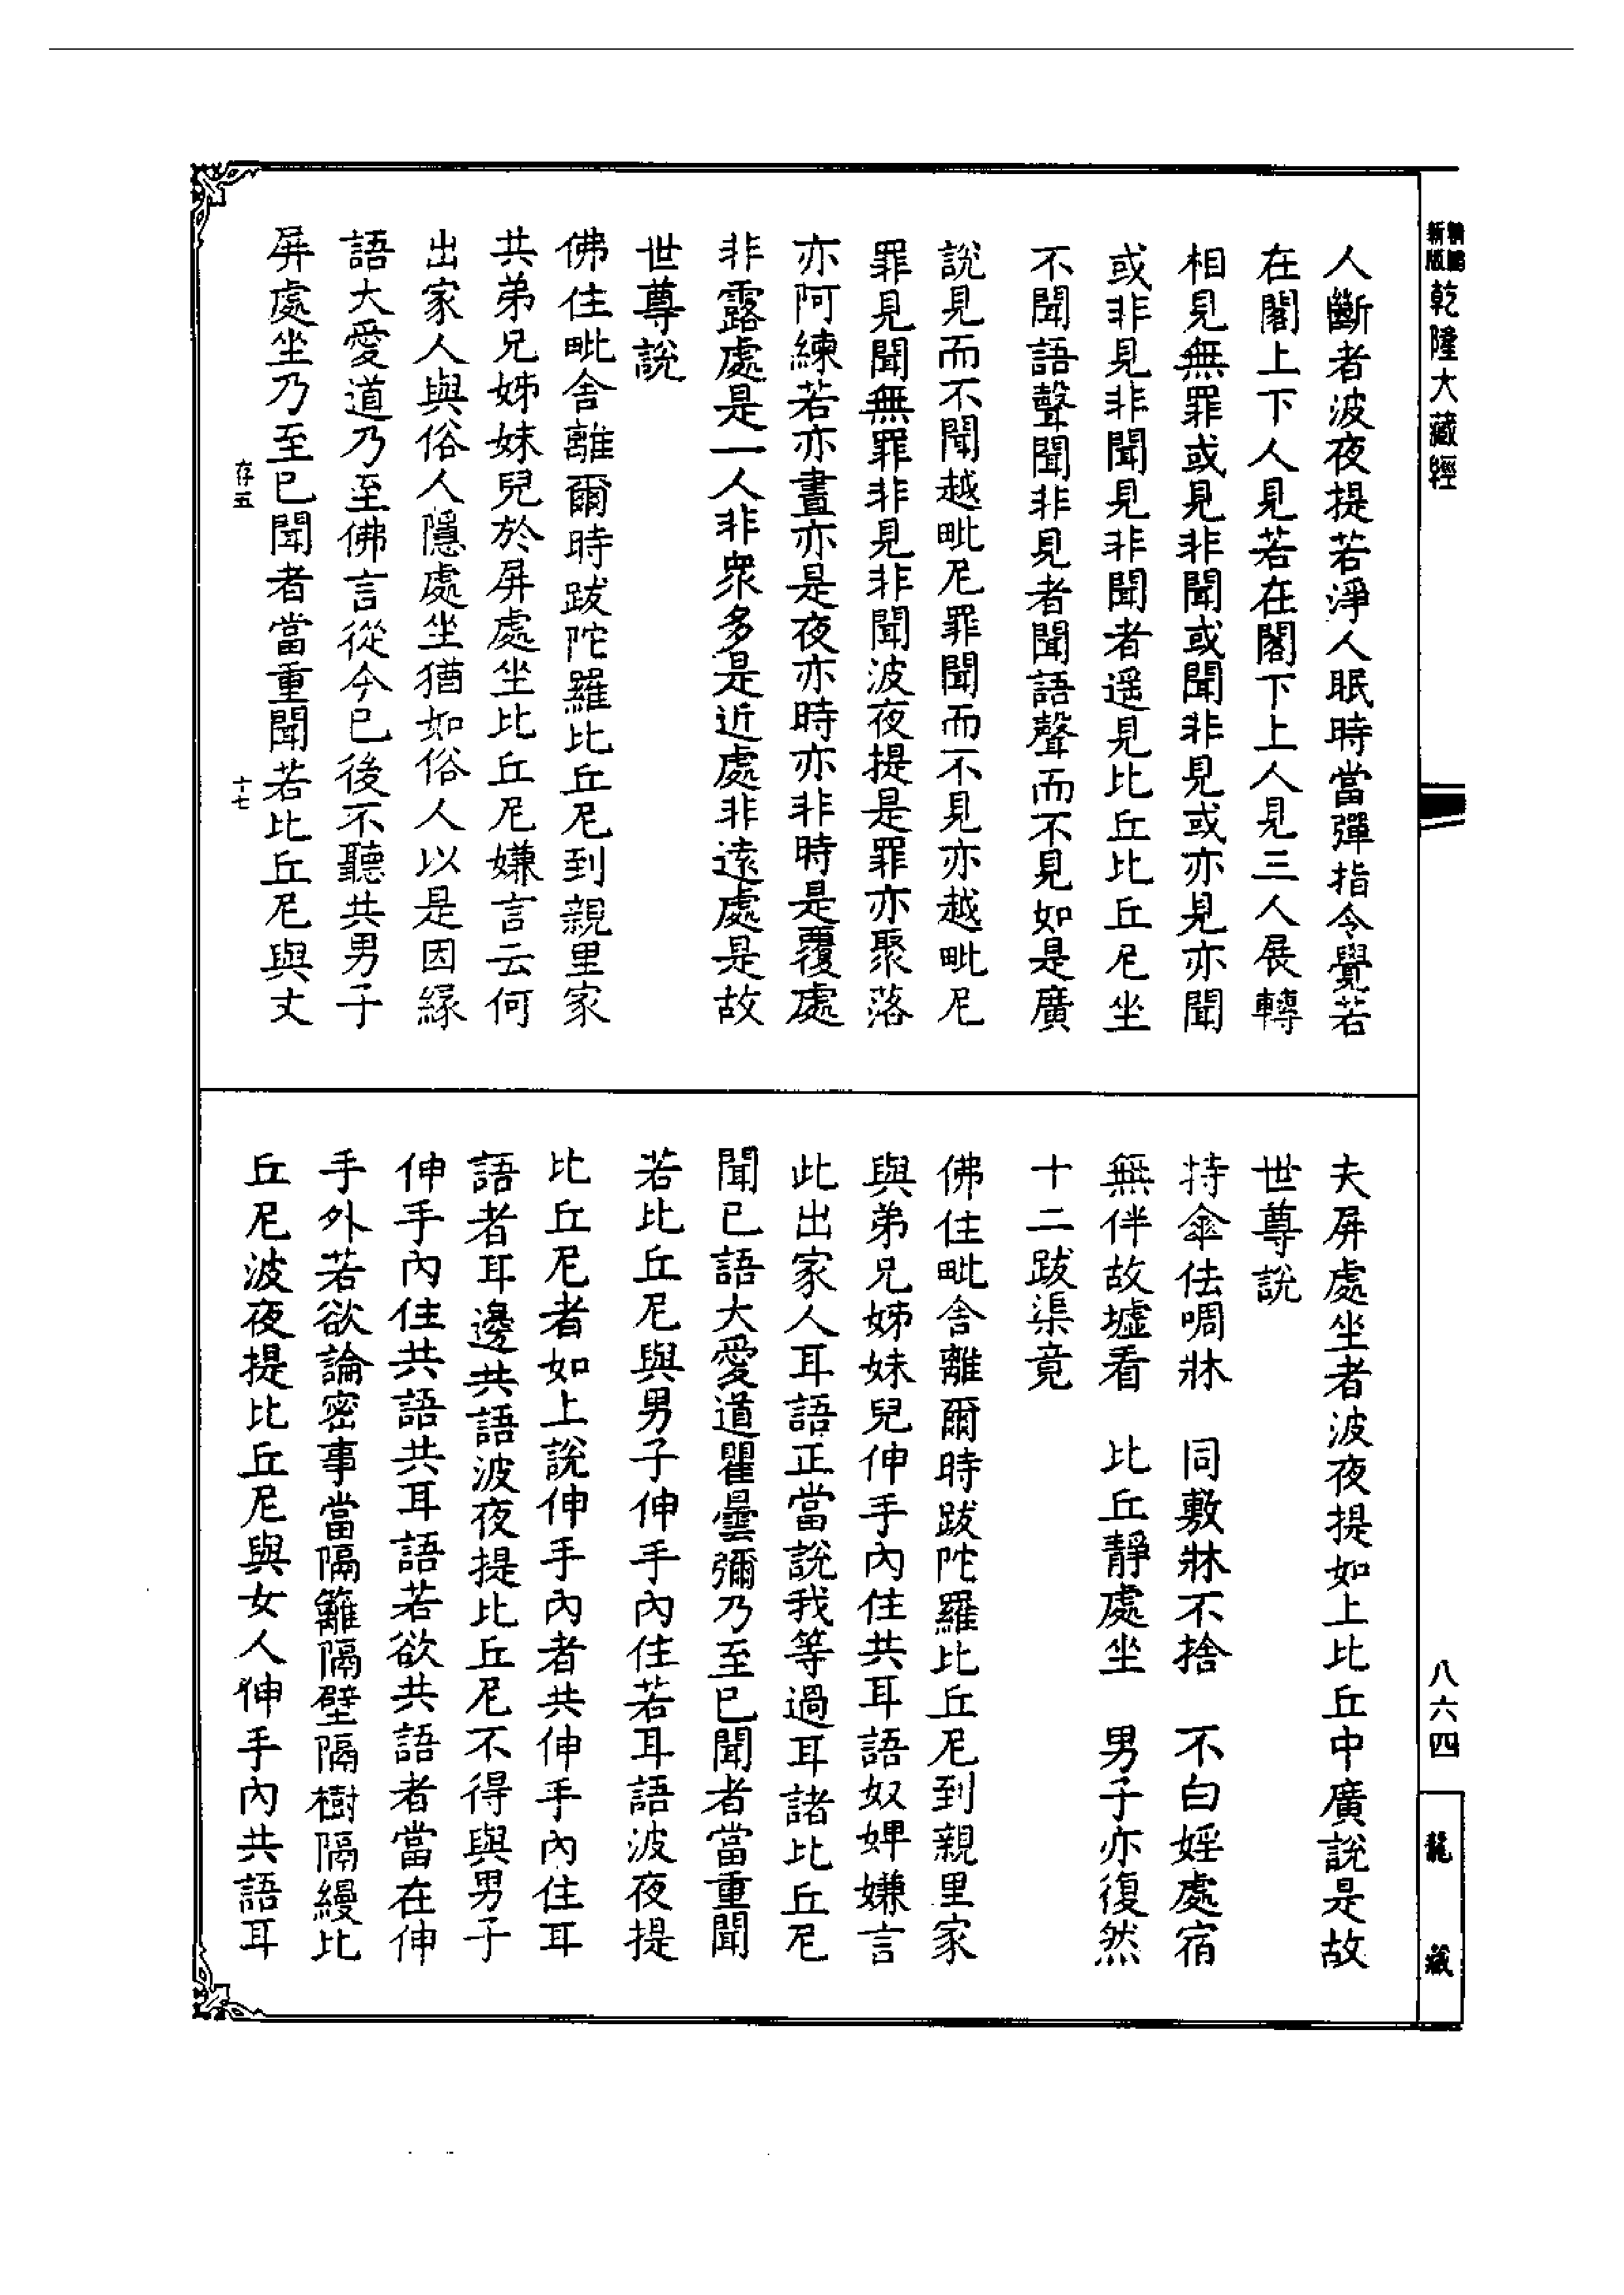 新版
乾隆大藏經
人斷者波夜提若淨人眠時當彈指令覺若
在閣上下人見若在閣下上人見三人展轉
相見無罪或見非聞或聞非見或亦見亦聞
或非見非聞見非聞者遥見比丘比丘尼坐
不聞語聲聞非見者聞語聲而不見如是廣
說見而不聞越毗尼罪聞而不見亦越毗尼
罪見聞無罪非見非聞波夜提是罪亦聚落
亦阿練若亦晝亦是夜亦時亦非時是覆處
非露處是一人非衆多是近處非遠處是故
世尊說
佛住毗舍離爾時跋陀羅比丘尼到親里家
共弟兄姊妹兒於屏處坐比丘尼嫌言云何
出家人與俗人隱處坐猶如俗人以是因緣
語大愛道乃至佛言從今已後不聽共男子
屏處坐乃至已聞者當重聞若比丘尼與丈
存五
十七
夫屏處坐者波夜提如上比丘中廣說是故
世尊說
持傘佉啁牀 同敷牀不捨 不白婬處宿
無伴故墟看 比丘靜處坐 男子亦復然
十二跋渠竟
佛住毗舍離爾時跋陀羅比丘尼到親里家
與弟兄姊妹兒伸手內住共耳語奴婢嫌言
此出家人耳語正當說我等過耳諸比丘尼
聞已語大愛道瞿曇彌乃至已聞者當重聞
若比丘尼與男子伸手內住若耳語波夜提
比丘尼者如上說伸手內者共伸手內住耳
語者耳邊共語波夜提比丘尼不得與男子
伸手內住共語共耳語若欲共語者當在伸
手外若欲論密事當隔籬隔壁隔樹隔縵比
丘尼波夜提比丘尼與女人伸手內共語耳
八六四
龍藏